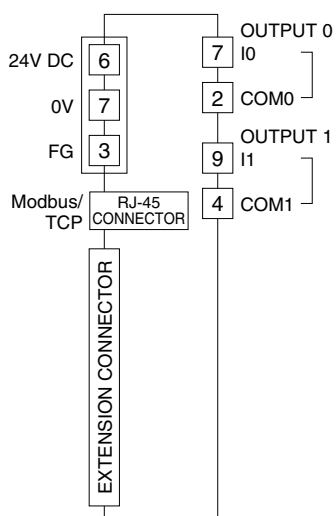 24V DC 6
0V 7
FG 3
Modbus/
TCP
RJ-45
CONNECTOR
EXTENSION CONNECTOR
OUTPUT 0
7 I0
2 COM0
OUTPUT 1
9 I1
4 COM1